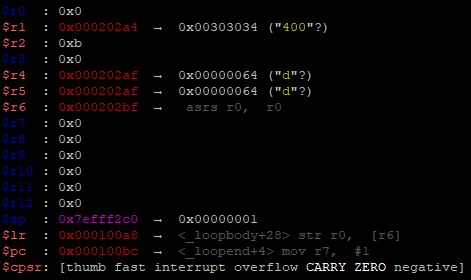 $r0 : 0x0
$r1 : 0x000202a4 → 0x00303034 ("400"?)
$r2 : 0xb
$r3 : 0x0
$r4 : 0x000202af → 0x00000064 ("d"?)
$r5 : 0x000202af → 0x00000064 ("d"?)
$r6 : 0x000202bf → asrs r0, r0
$r7 : 0x0
$r8 : 0x0
$r9 : 0x0
$r10 : 0x0
$r11 : 0x0
$r12 : 0x0
$sp : 0x7efff2c0 → 0x00000001
$lr : 0x000100a8 → <_loopbody+28> str r0, [r6]
$pc : 0x000100bc → <_loopend+4> mov r7, #1
$cpsr: [thumb fast interrupt overflow CARRY ZERO negative]